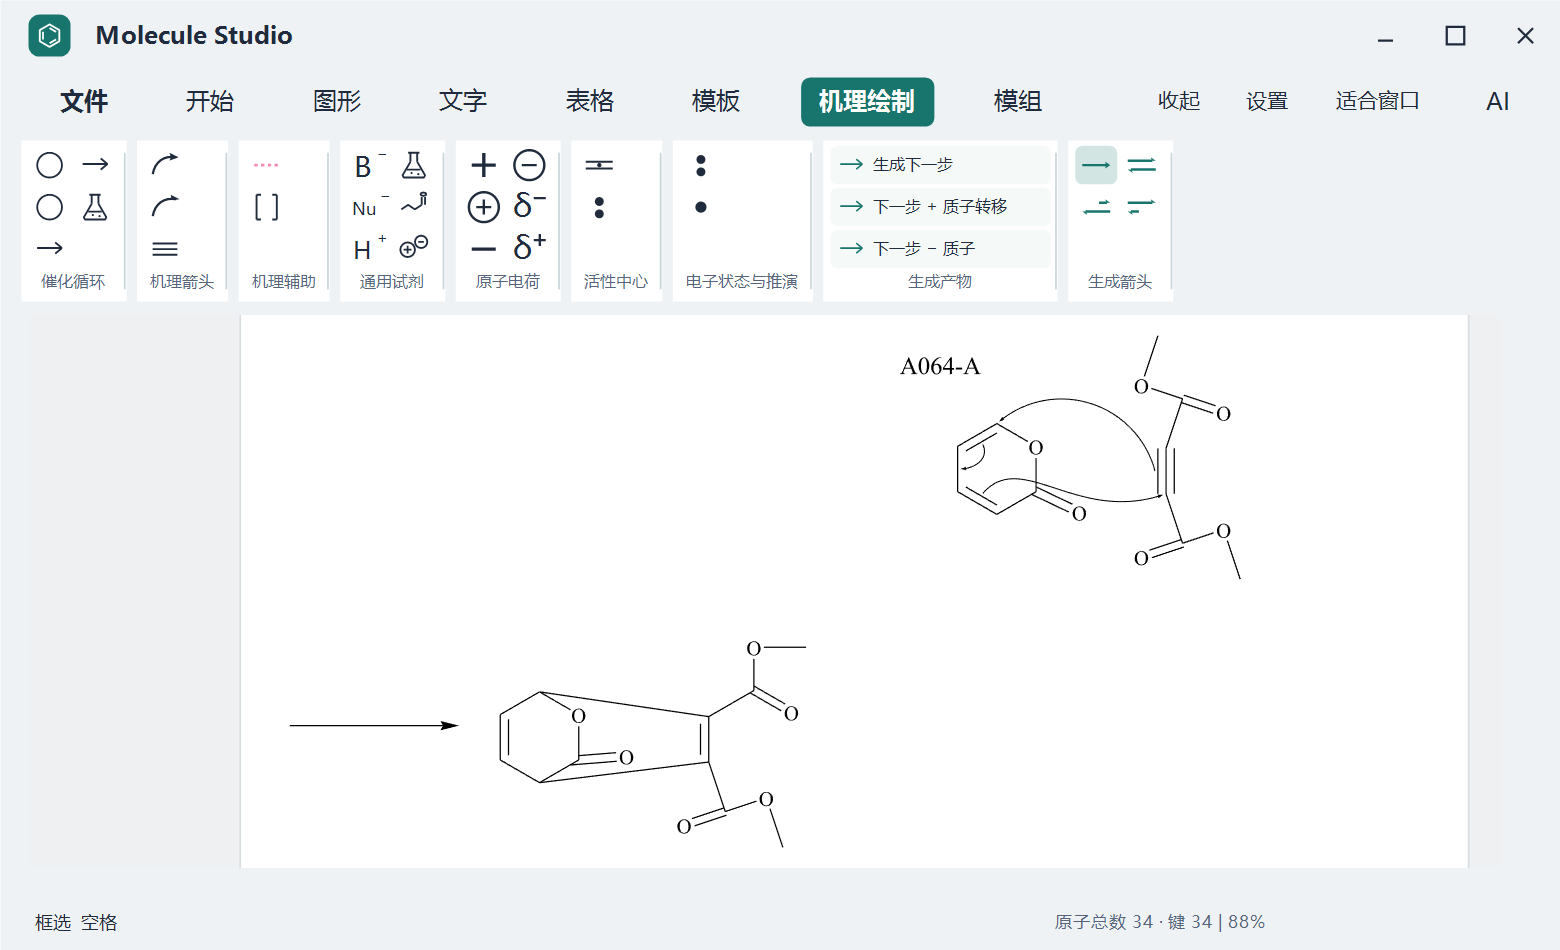 Molecule Studio
文件 开始 图形 文字 表格 模板 机理绘制 模组 收起 设置 适合窗口 AI
B⁻
Nu⁻
H⁺
δ⁻
δ⁺
生成下一步
下一步 + 质子转移
下一步 − 质子
催化循环 机理箭头 机理辅助 通用试剂 原子电荷 活性中心 电子状态与推演 生成产物 生成箭头
A064-A
O
O
O
O
O
O
O
O
O
O
O
O
框选 空格
原子总数 34 · 键 34 | 88%